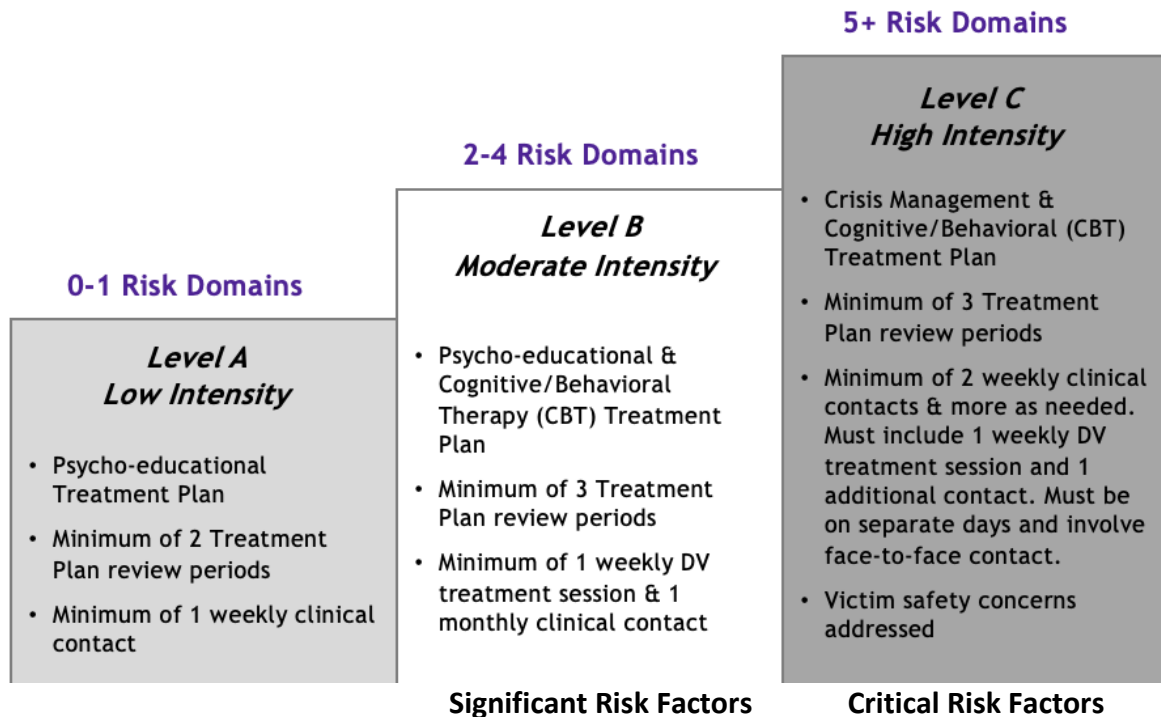 5+ Risk Domains
Level C
High Intensity
• Crisis Management &
Cognitive/Behavioral (CBT)
Treatment Plan
• Minimum of 3 Treatment
Plan review periods
• Minimum of 2 weekly clinical
contacts & more as needed.
Must include 1 weekly DV
treatment session and 1
additional contact. Must be
on separate days and involve
face-to-face contact.
• Victim safety concerns
addressed
2-4 Risk Domains
Level B
Moderate Intensity
• Psycho-educational &
Cognitive/Behavioral
Therapy (CBT) Treatment
Plan
• Minimum of 3 Treatment
Plan review periods
• Minimum of 1 weekly DV
treatment session & 1
monthly clinical contact
0-1 Risk Domains
Level A
Low Intensity
• Psycho-educational
Treatment Plan
• Minimum of 2 Treatment
Plan review periods
• Minimum of 1 weekly clinical
contact
Significant Risk Factors
Critical Risk Factors